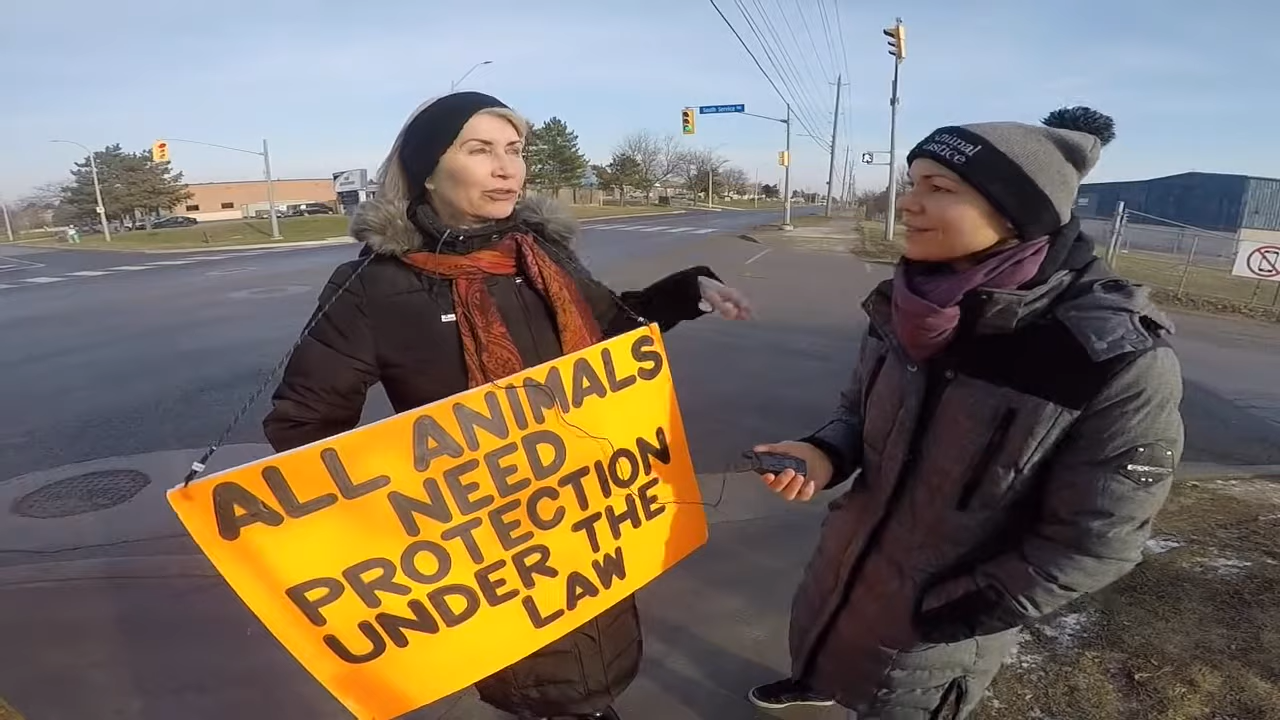 South Service Rd
Animal
Justice
ALL ANIMALS
NEED
PROTECTION
UNDER THE
LAW